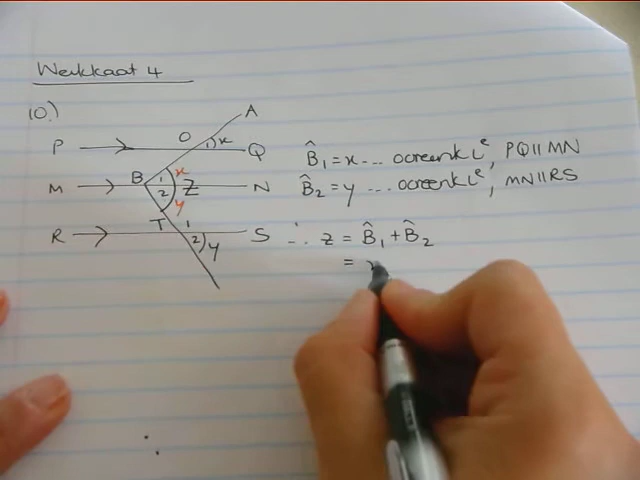 Werkkaart 4
10.)
A
P O 1 x Q
M B 1 x 2 Z y N
R T 1 2 y S
B̂₁ = x ... ooreenk ∠ᵉ, PQ||MN
B̂₂ = y ... ooreenk ∠ᵉ, MN||RS
∴ z = B̂₁ + B̂₂
= x